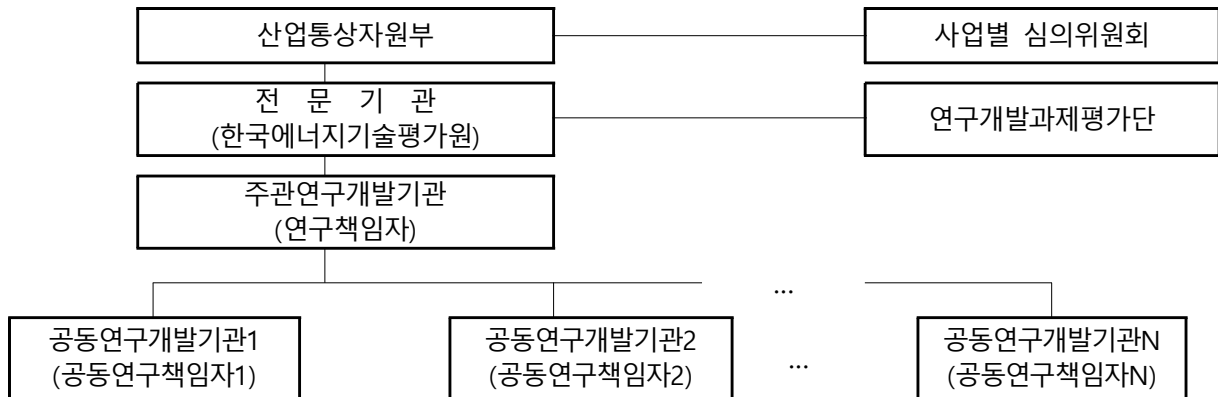 산업통상자원부
사업별 심의위원회
전 문 기 관
(한국에너지기술평가원)
연구개발과제평가단
주관연구개발기관
(연구책임자)
...
공동연구개발기관1
(공동연구책임자1)
공동연구개발기관2
(공동연구책임자2)
...
공동연구개발기관N
(공동연구책임자N)